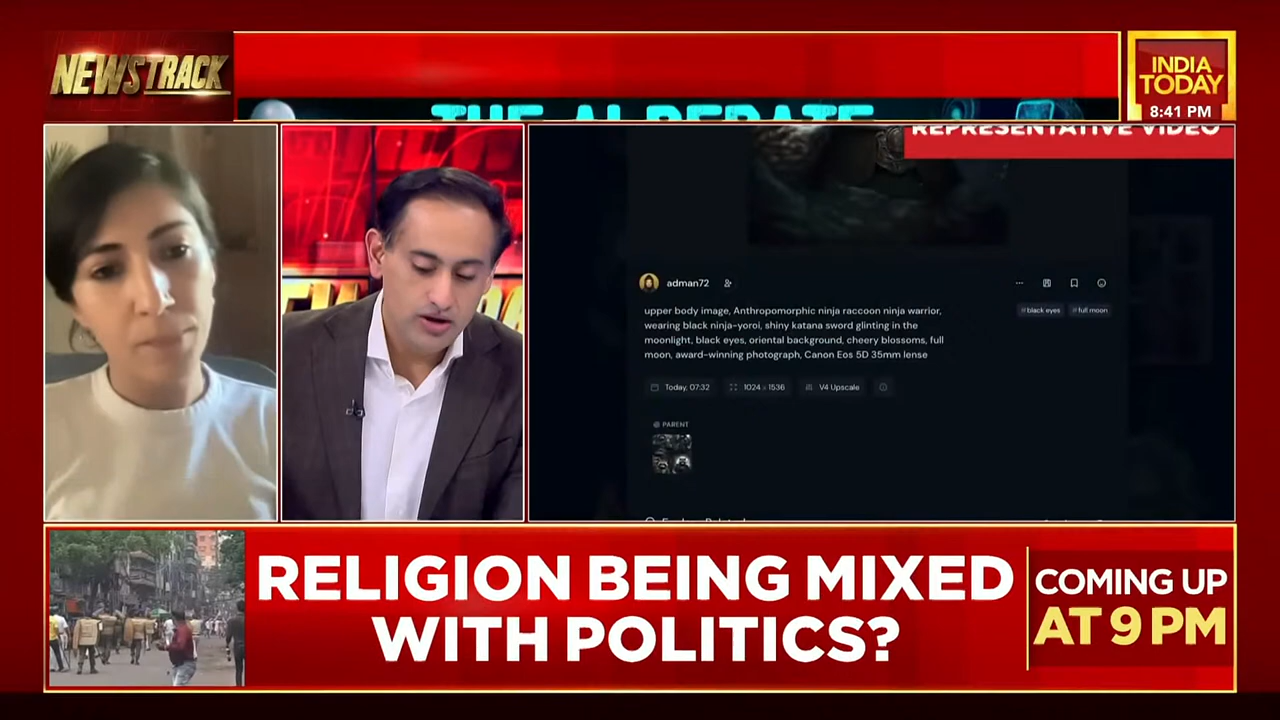 NEWSTRACK
INDIA
TODAY
8:41 PM
THE AI DEBATE
REPRESENTATIVE VIDEO
adman72
upper body image, Anthropomorphic ninja raccoon ninja warrior,
wearing black ninja-yoroi, shiny katana sword glinting in the
moonlight, black eyes, oriental background, cheery blossoms, full
moon, award-winning photograph, Canon Eos 5D 35mm lense
#black eyes
#full moon
Today, 07:32
1024 x 1536
V4 Upscale
PARENT
RELIGION BEING MIXED
WITH POLITICS?
COMING UP
AT 9 PM